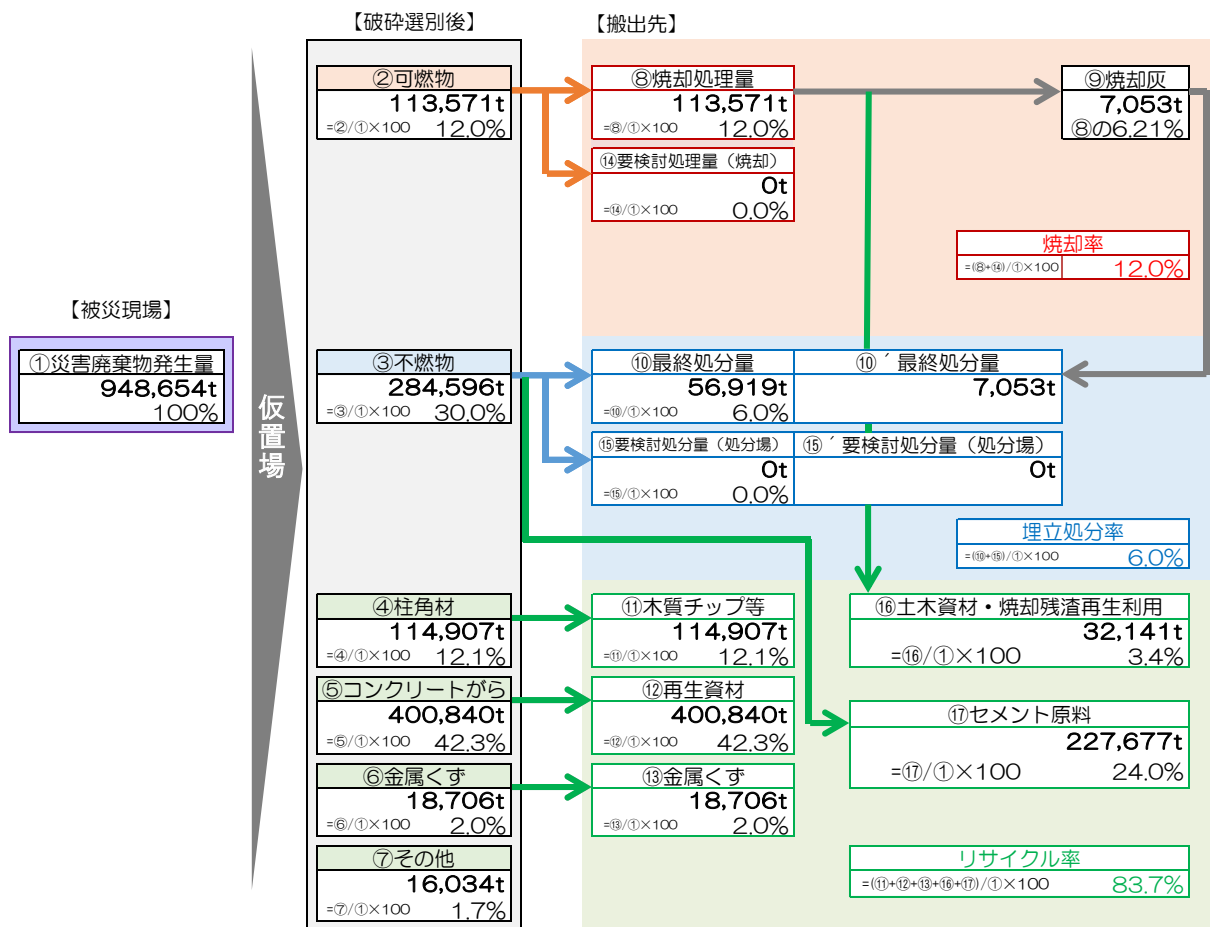 【破砕選別後】
【搬出先】
②可燃物
113,571t
=②/①×100 12.0%
⑧焼却処理量
113,571t
=⑧/①×100 12.0%
⑨焼却灰
7,053t
⑧の6.21%
⑭要検討処理量（焼却）
0t
=⑭/①×100 0.0%
焼却率
=(⑧+⑭)/①×100 12.0%
【被災現場】
①災害廃棄物発生量
948,654t
100%
仮置場
③不燃物
284,596t
=③/①×100 30.0%
⑩最終処分量
56,919t
=⑩/①×100 6.0%
⑩´最終処分量
7,053t
⑮要検討処分量（処分場）
0t
=⑮/①×100 0.0%
⑮´要検討処分量（処分場）
0t
埋立処分率
=(⑩+⑮)/①×100 6.0%
④柱角材
114,907t
=④/①×100 12.1%
⑪木質チップ等
114,907t
=⑪/①×100 12.1%
⑯土木資材・焼却残渣再生利用
32,141t
=⑯/①×100 3.4%
⑤コンクリートがら
400,840t
=⑤/①×100 42.3%
⑫再生資材
400,840t
=⑫/①×100 42.3%
⑰セメント原料
227,677t
=⑰/①×100 24.0%
⑥金属くず
18,706t
=⑥/①×100 2.0%
⑬金属くず
18,706t
=⑬/①×100 2.0%
⑦その他
16,034t
=⑦/①×100 1.7%
リサイクル率
=(⑪+⑫+⑬+⑯+⑰)/①×100 83.7%